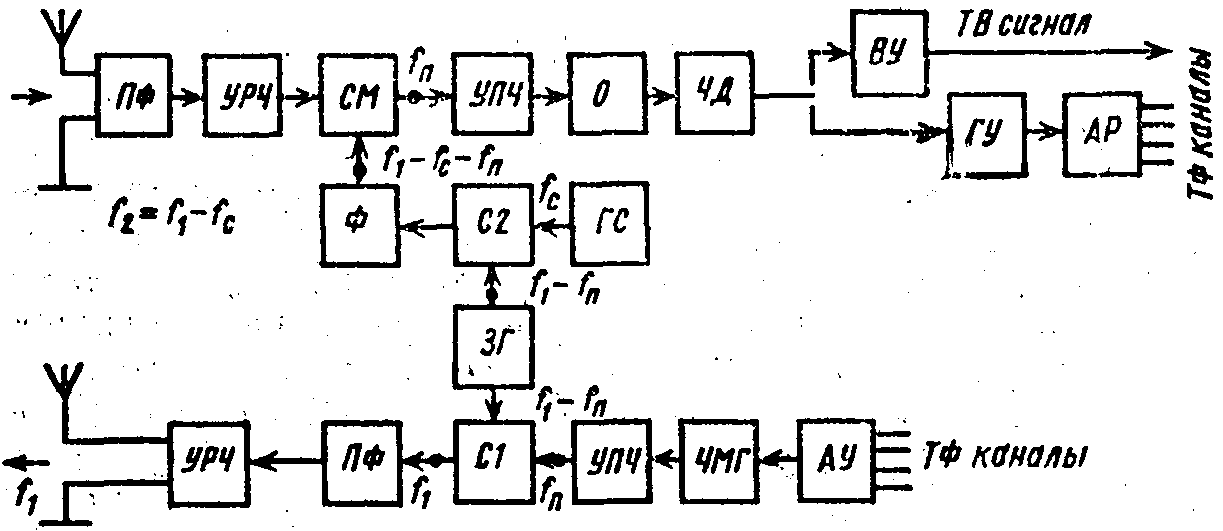 ПФ
УРЧ
СМ
fп
УПЧ
О
ЧД
ВУ
ТВ сигнал
ГУ
АР
ТФ каналы
f1 – fc – fп
f2 = f1 – fc
Ф
С2
fc
ГС
f1 – fп
ЗГ
f1 – fп
f1
УРЧ
ПФ
f1
С1
fп
УПЧ
ЧМГ
АУ
ТФ каналы